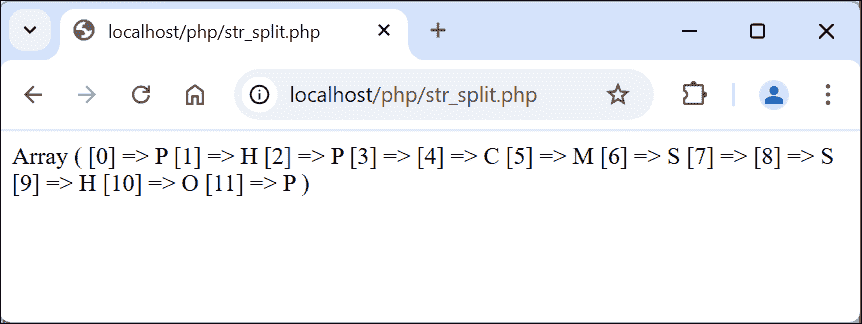 localhost/php/str_split.php
localhost/php/str_split.php
Array ( [0] => P [1] => H [2] => P [3] => [4] => C [5] => M [6] => S [7] => [8] => S
[9] => H [10] => O [11] => P )